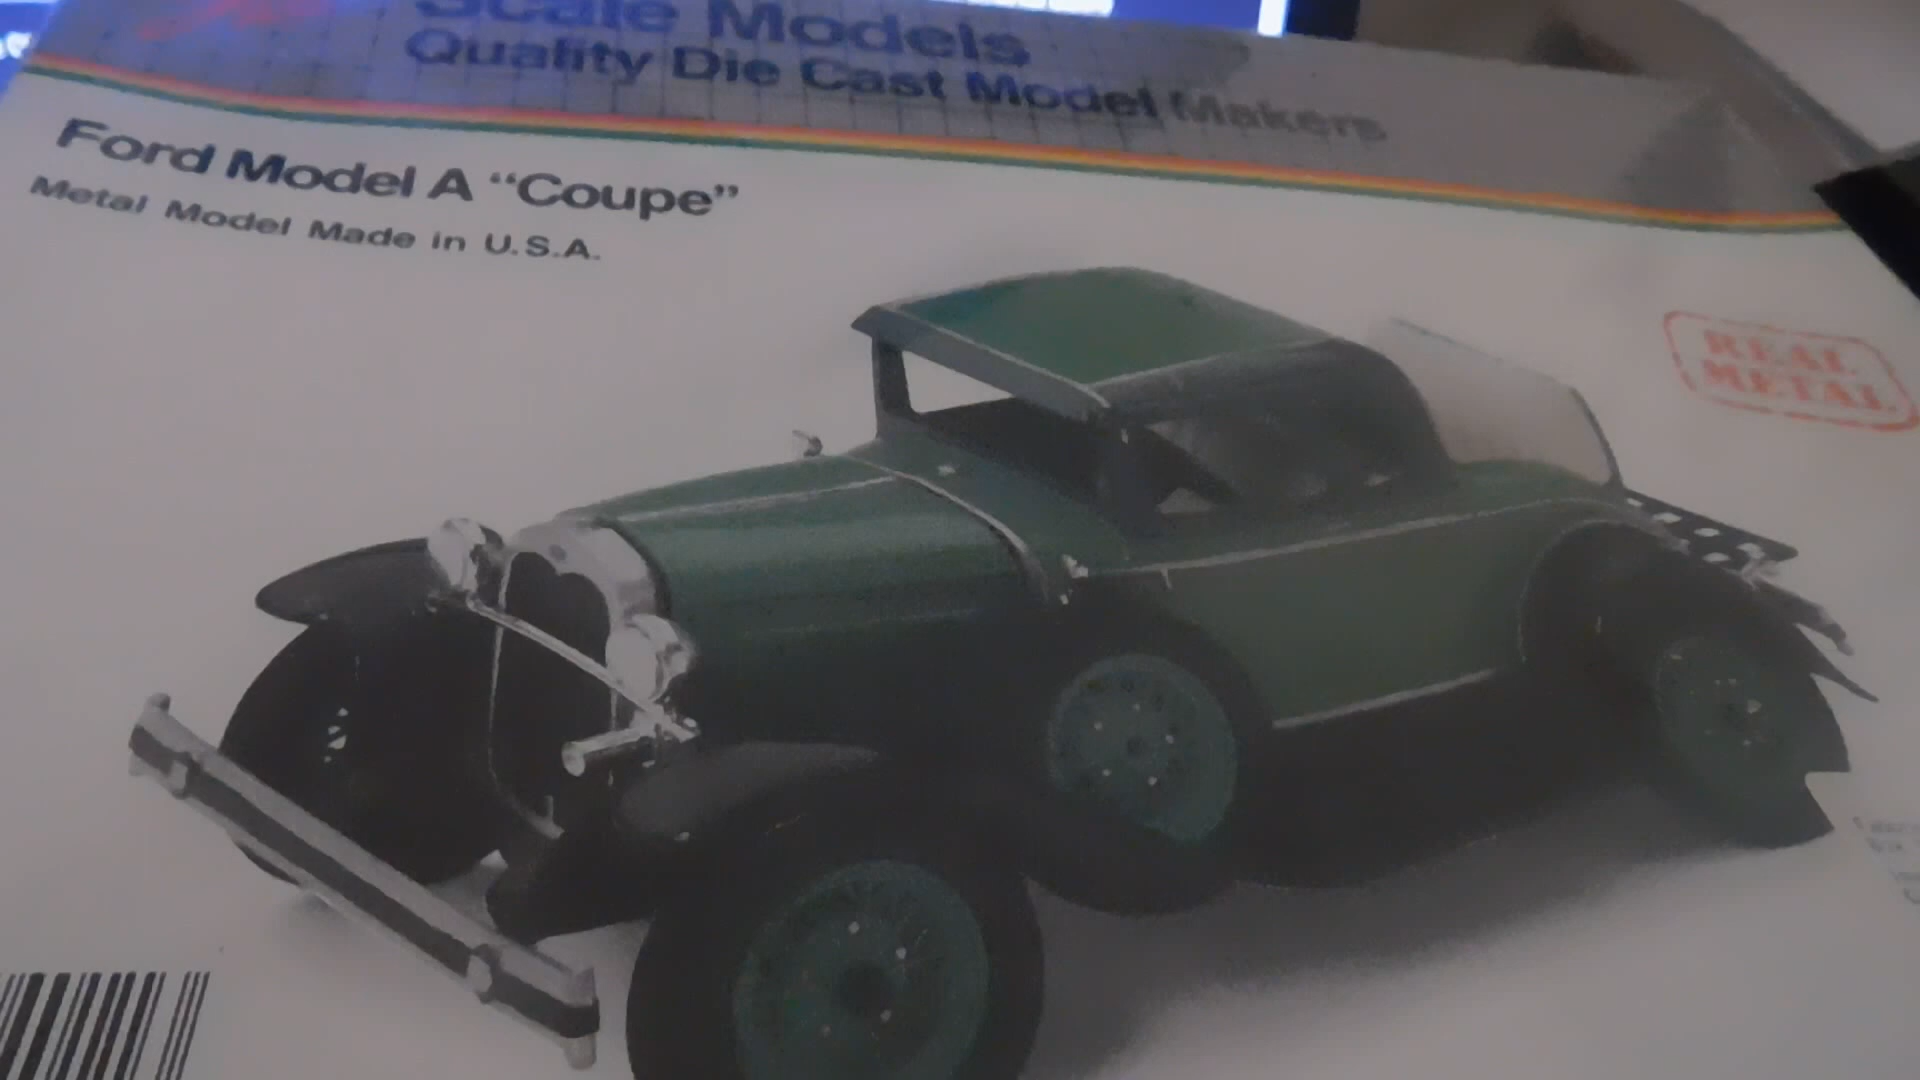 Scale Models
Quality Die Cast Model Makers
Ford Model A “Coupe”
Metal Model Made in U.S.A.
REAL
METAL